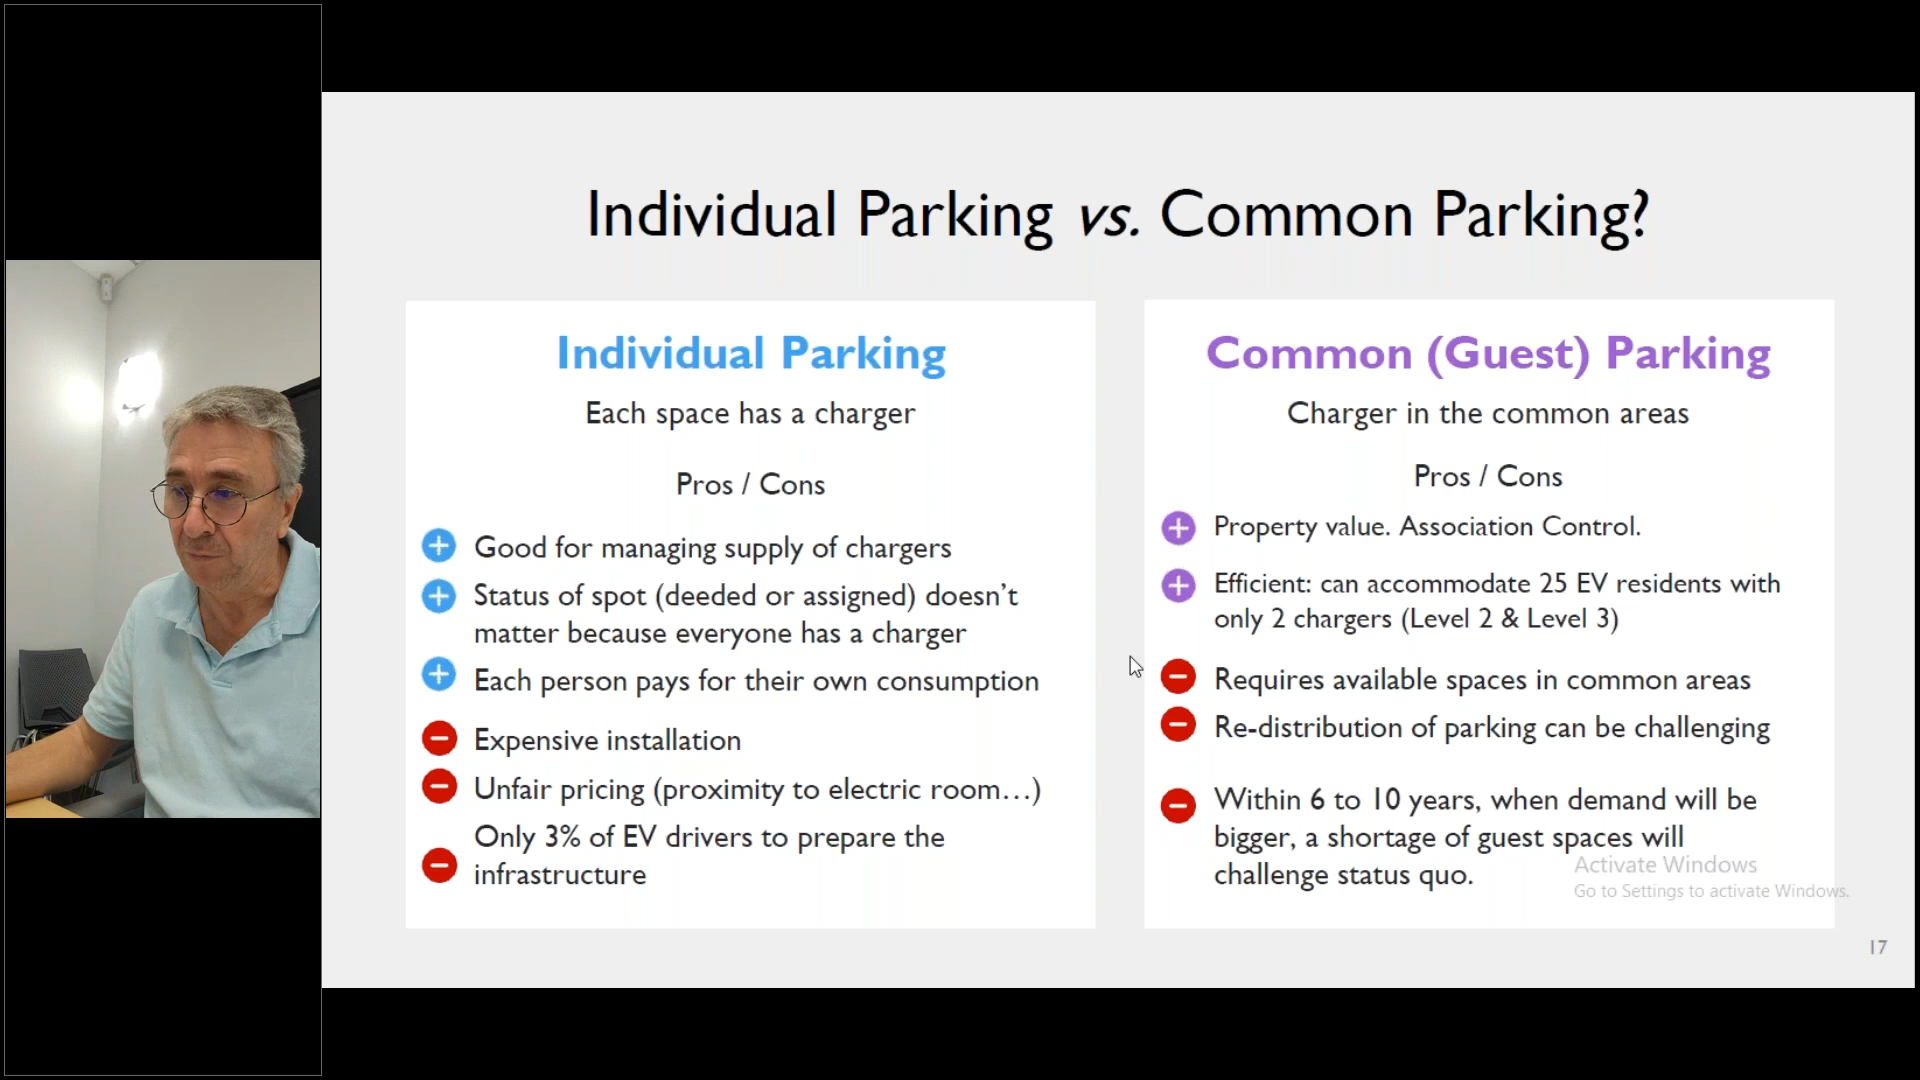 Individual Parking vs. Common Parking?
Individual Parking
Each space has a charger
Pros / Cons
Good for managing supply of chargers
Status of spot (deeded or assigned) doesn't
matter because everyone has a charger
Each person pays for their own consumption
Expensive installation
Unfair pricing (proximity to electric room...)
Only 3% of EV drivers to prepare the
infrastructure
Common (Guest) Parking
Charger in the common areas
Pros / Cons
Property value. Association Control.
Efficient: can accommodate 25 EV residents with
only 2 chargers (Level 2 & Level 3)
Requires available spaces in common areas
Re-distribution of parking can be challenging
Within 6 to 10 years, when demand will be
bigger, a shortage of guest spaces will
challenge status quo.
Activate Windows
Go to Settings to activate Windows.
17